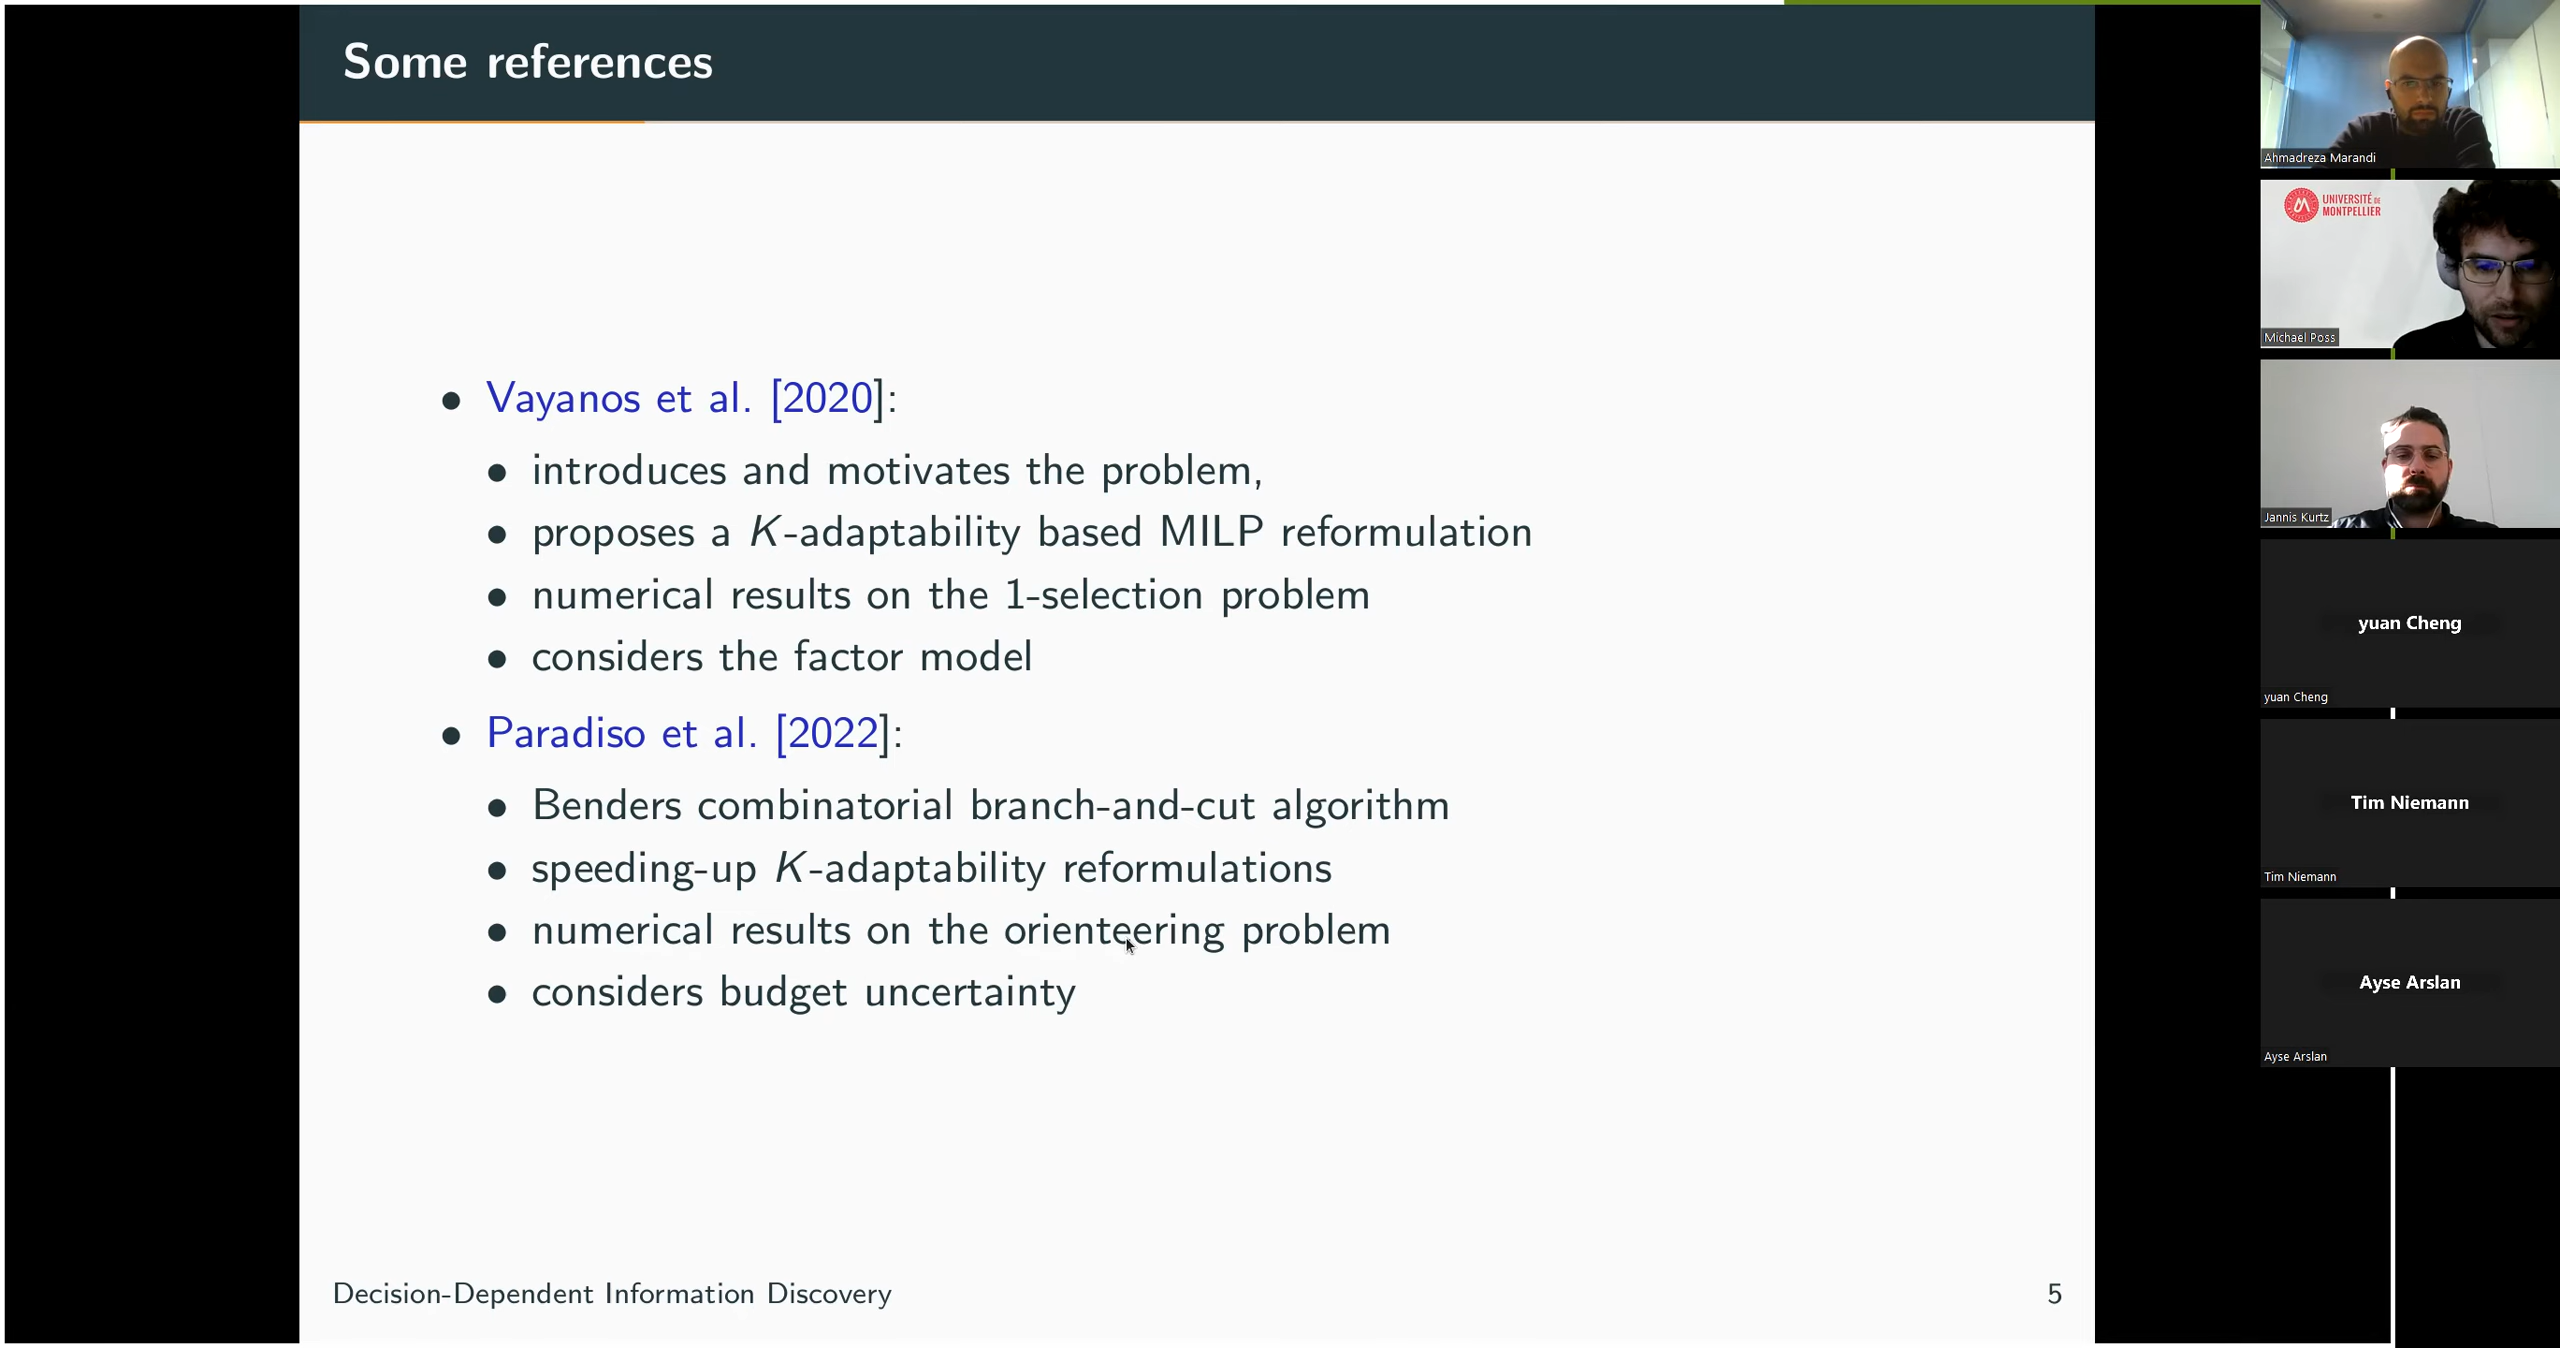 Some references
• Vayanos et al. [2020]:
• introduces and motivates the problem,
• proposes a K-adaptability based MILP reformulation
• numerical results on the 1-selection problem
• considers the factor model
• Paradiso et al. [2022]:
• Benders combinatorial branch-and-cut algorithm
• speeding-up K-adaptability reformulations
• numerical results on the orienteering problem
• considers budget uncertainty
Decision-Dependent Information Discovery
5
Ahmadreza Marandi
UNIVERSITÉ DE
MONTPELLIER
Michael Poss
Jannis Kurtz
yuan Cheng
yuan Cheng
Tim Niemann
Tim Niemann
Ayse Arslan
Ayse Arslan